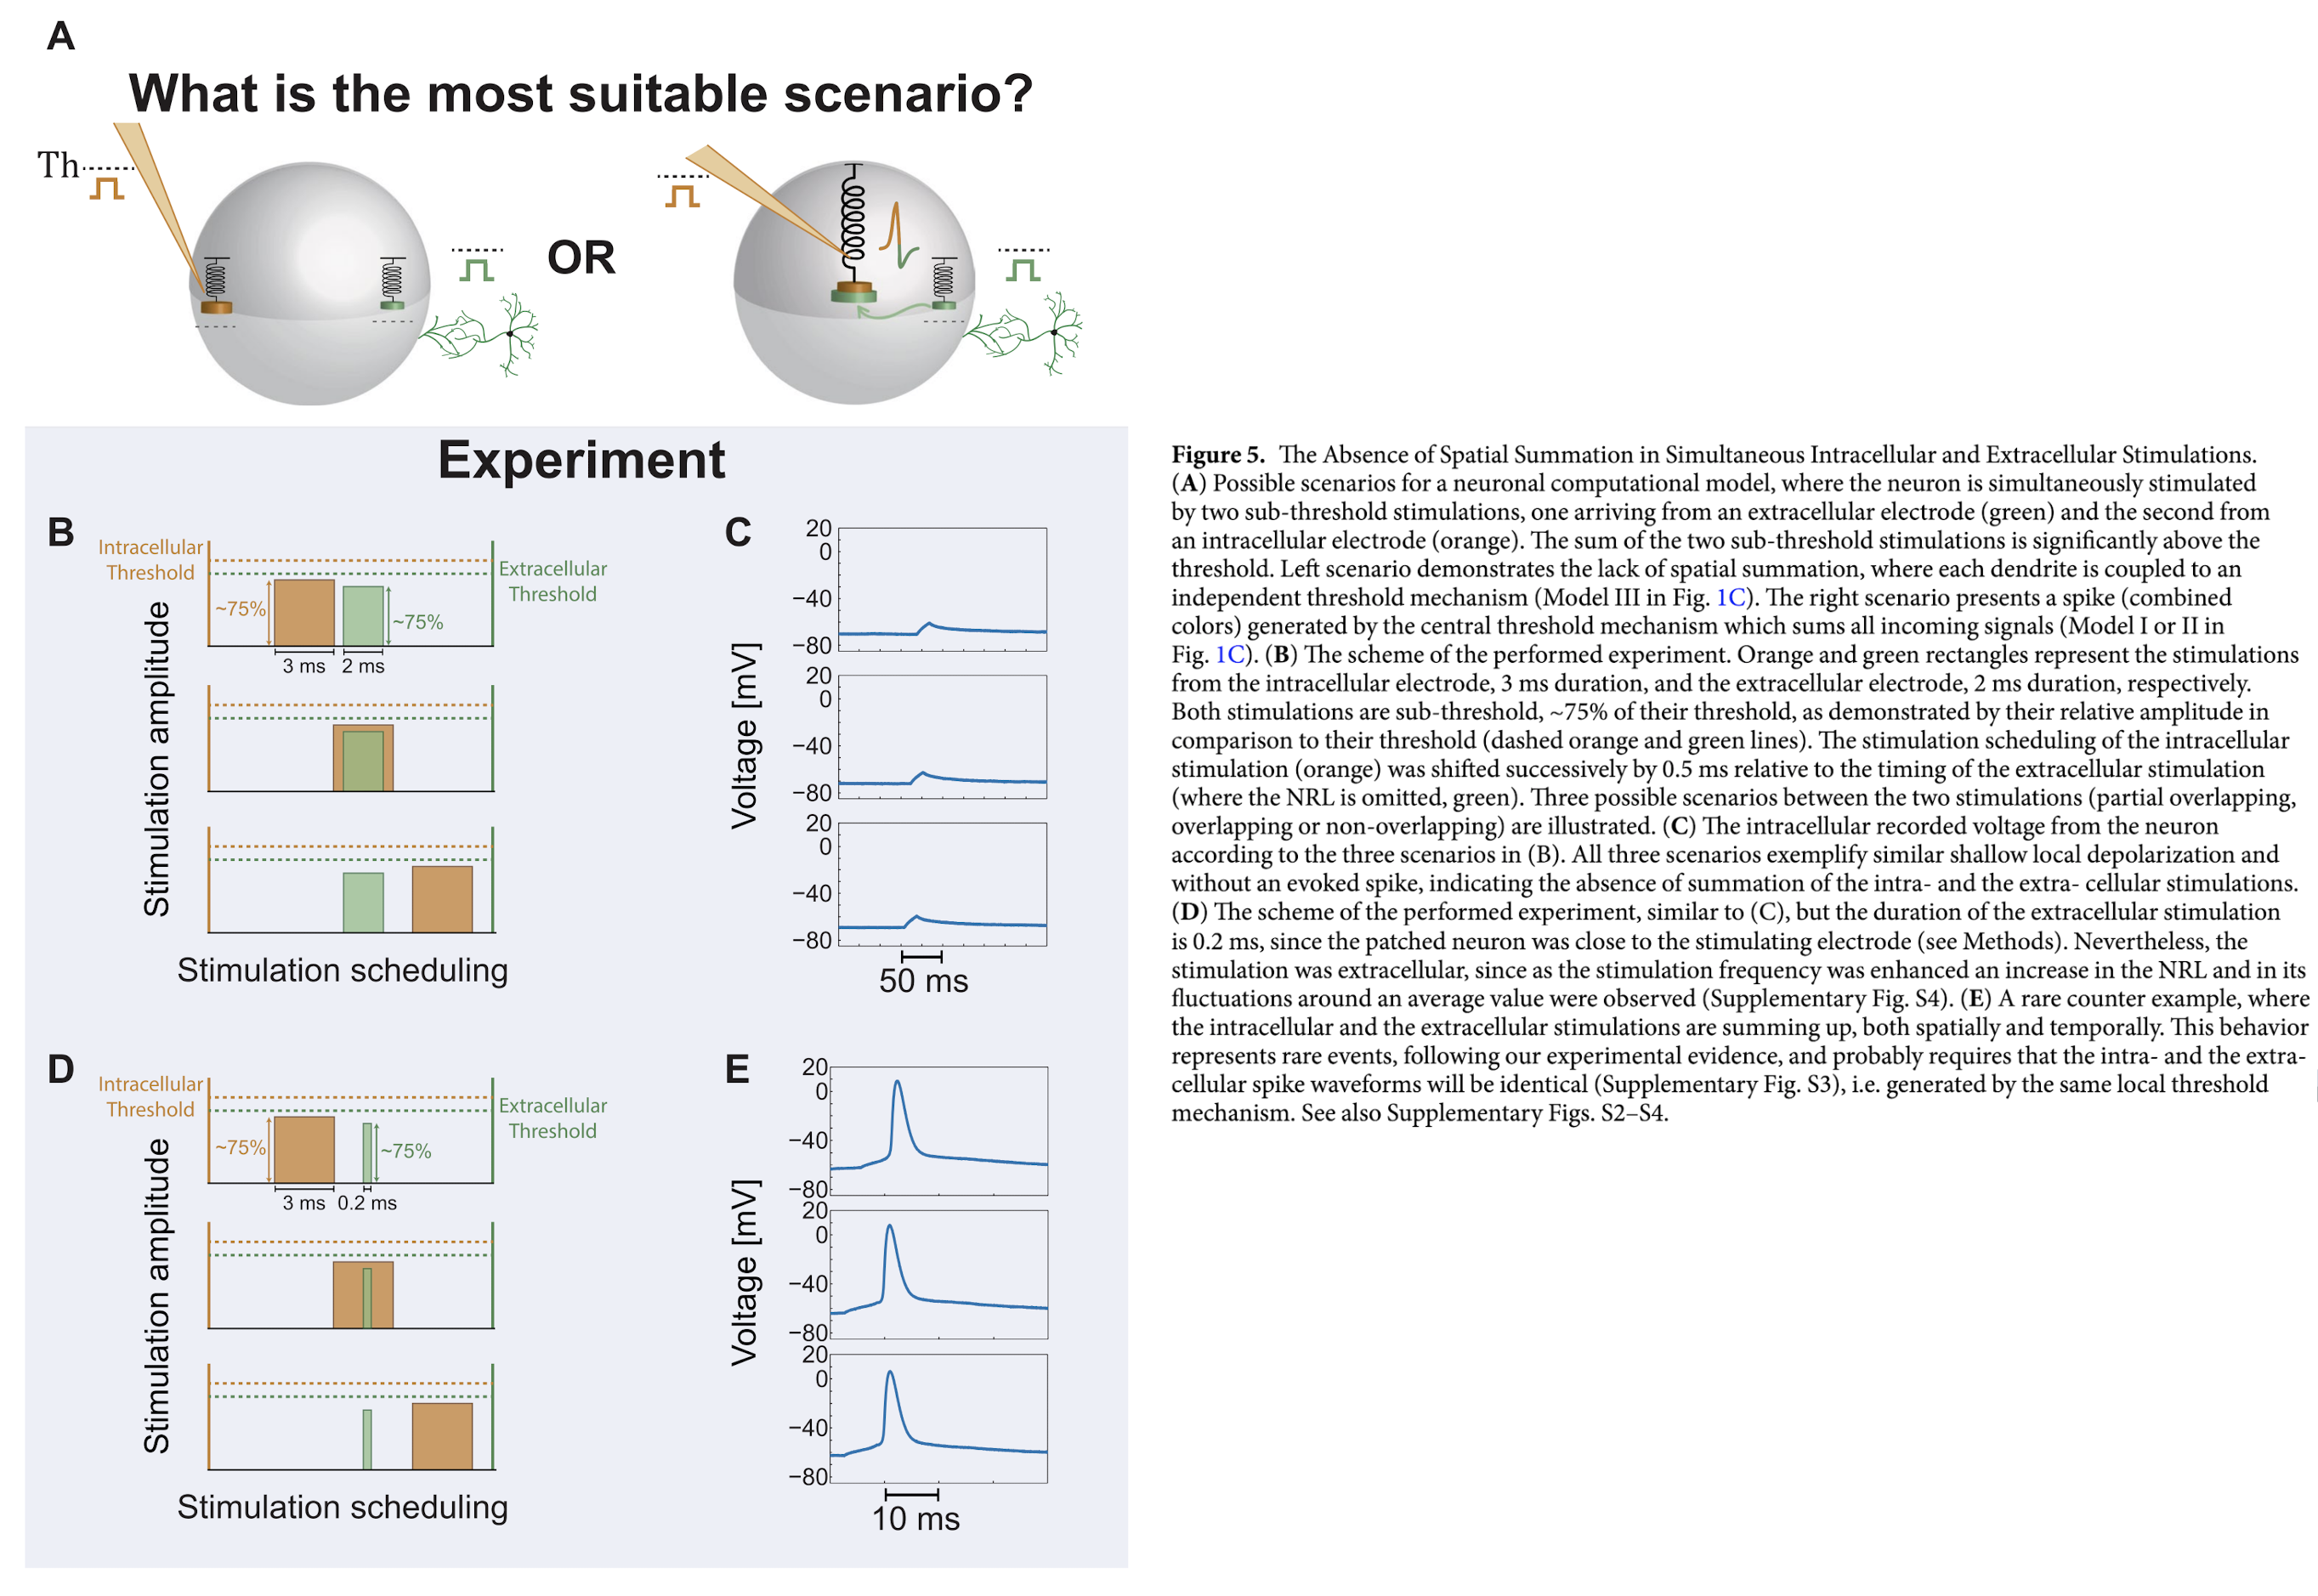 A
What is the most suitable scenario?
Th
OR
Experiment
B
Intracellular
Threshold
Extracellular
Threshold
~75%
~75%
3 ms
2 ms
Stimulation amplitude
Stimulation scheduling
C
20
0
−40
−80
20
0
−40
−80
20
0
−40
−80
Voltage [mV]
50 ms
D
Intracellular
Threshold
Extracellular
Threshold
~75%
~75%
3 ms
0.2 ms
Stimulation amplitude
Stimulation scheduling
E
20
0
−40
−80
20
0
−40
−80
20
0
−40
−80
Voltage [mV]
10 ms
Figure 5. The Absence of Spatial Summation in Simultaneous Intracellular and Extracellular Stimulations.
(A) Possible scenarios for a neuronal computational model, where the neuron is simultaneously stimulated
by two sub-threshold stimulations, one arriving from an extracellular electrode (green) and the second from
an intracellular electrode (orange). The sum of the two sub-threshold stimulations is significantly above the
threshold. Left scenario demonstrates the lack of spatial summation, where each dendrite is coupled to an
independent threshold mechanism (Model III in Fig. 1C). The right scenario presents a spike (combined
colors) generated by the central threshold mechanism which sums all incoming signals (Model I or II in
Fig. 1C). (B) The scheme of the performed experiment. Orange and green rectangles represent the stimulations
from the intracellular electrode, 3 ms duration, and the extracellular electrode, 2 ms duration, respectively.
Both stimulations are sub-threshold, ~75% of their threshold, as demonstrated by their relative amplitude in
comparison to their threshold (dashed orange and green lines). The stimulation scheduling of the intracellular
stimulation (orange) was shifted successively by 0.5 ms relative to the timing of the extracellular stimulation
(where the NRL is omitted, green). Three possible scenarios between the two stimulations (partial overlapping,
overlapping or non-overlapping) are illustrated. (C) The intracellular recorded voltage from the neuron
according to the three scenarios in (B). All three scenarios exemplify similar shallow local depolarization and
without an evoked spike, indicating the absence of summation of the intra- and the extra- cellular stimulations.
(D) The scheme of the performed experiment, similar to (C), but the duration of the extracellular stimulation
is 0.2 ms, since the patched neuron was close to the stimulating electrode (see Methods). Nevertheless, the
stimulation was extracellular, since as the stimulation frequency was enhanced an increase in the NRL and in its
fluctuations around an average value were observed (Supplementary Fig. S4). (E) A rare counter example, where
the intracellular and the extracellular stimulations are summing up, both spatially and temporally. This behavior
represents rare events, following our experimental evidence, and probably requires that the intra- and the extra-
cellular spike waveforms will be identical (Supplementary Fig. S3), i.e. generated by the same local threshold
mechanism. See also Supplementary Figs. S2–S4.